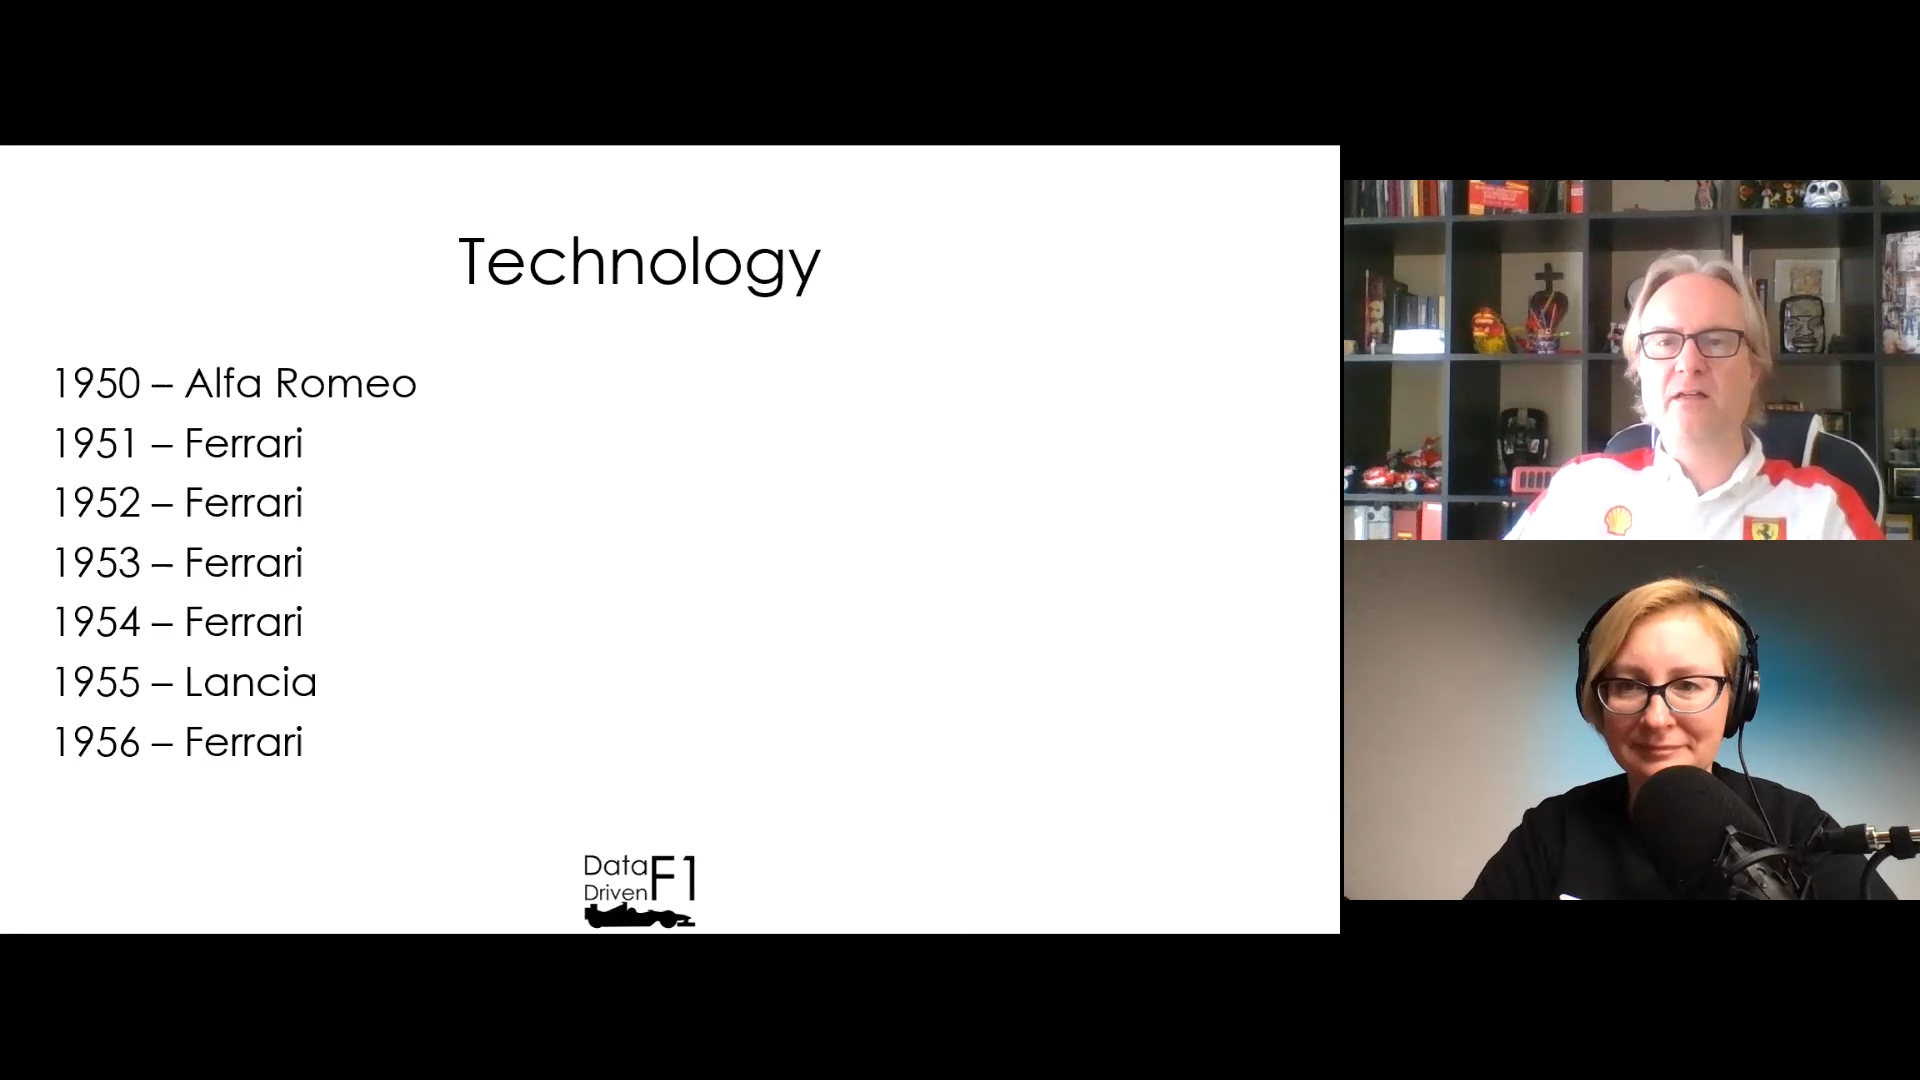 Technology
1950 – Alfa Romeo
1951 – Ferrari
1952 – Ferrari
1953 – Ferrari
1954 – Ferrari
1955 – Lancia
1956 – Ferrari
Data
Driven
F1